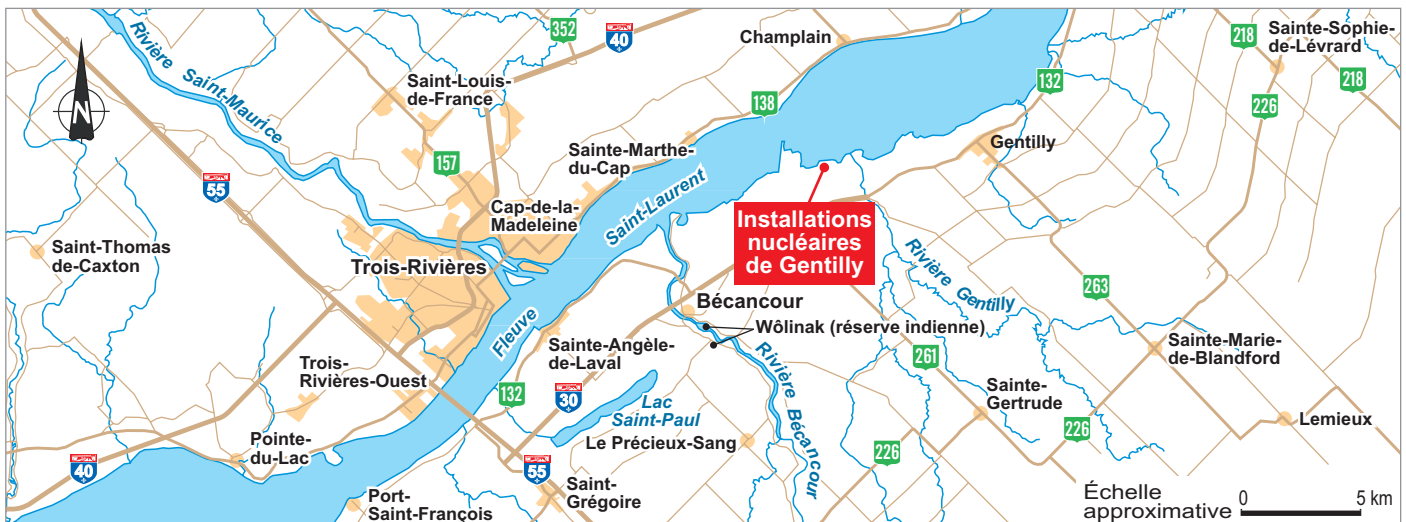 352
40
Champlain
218
Sainte-Sophie-
de-Lévrard
Rivière Saint-Maurice
Saint-Louis-
de-France
138
132
226
218
N
157
Sainte-Marthe-
du-Cap
Gentilly
55
Cap-de-la-
Madeleine
Fleuve Saint-Laurent
Installations
nucléaires
de Gentilly
Saint-Thomas
de-Caxton
Trois-Rivières
Rivière Gentilly
263
Bécancour
Wôlinak (réserve indienne)
Sainte-Angèle-
de-Laval
Sainte-Marie-
de-Blandford
Trois-
Rivières-Ouest
132
30
Rivière Bécancour
261
Sainte-
Gertrude
Lac
Saint-Paul
Lemieux
Pointe-
du-Lac
Le Précieux-Sang
226
226
40
55
Saint-
Grégoire
Port-
Saint-François
Échelle
approximative
0
5 km